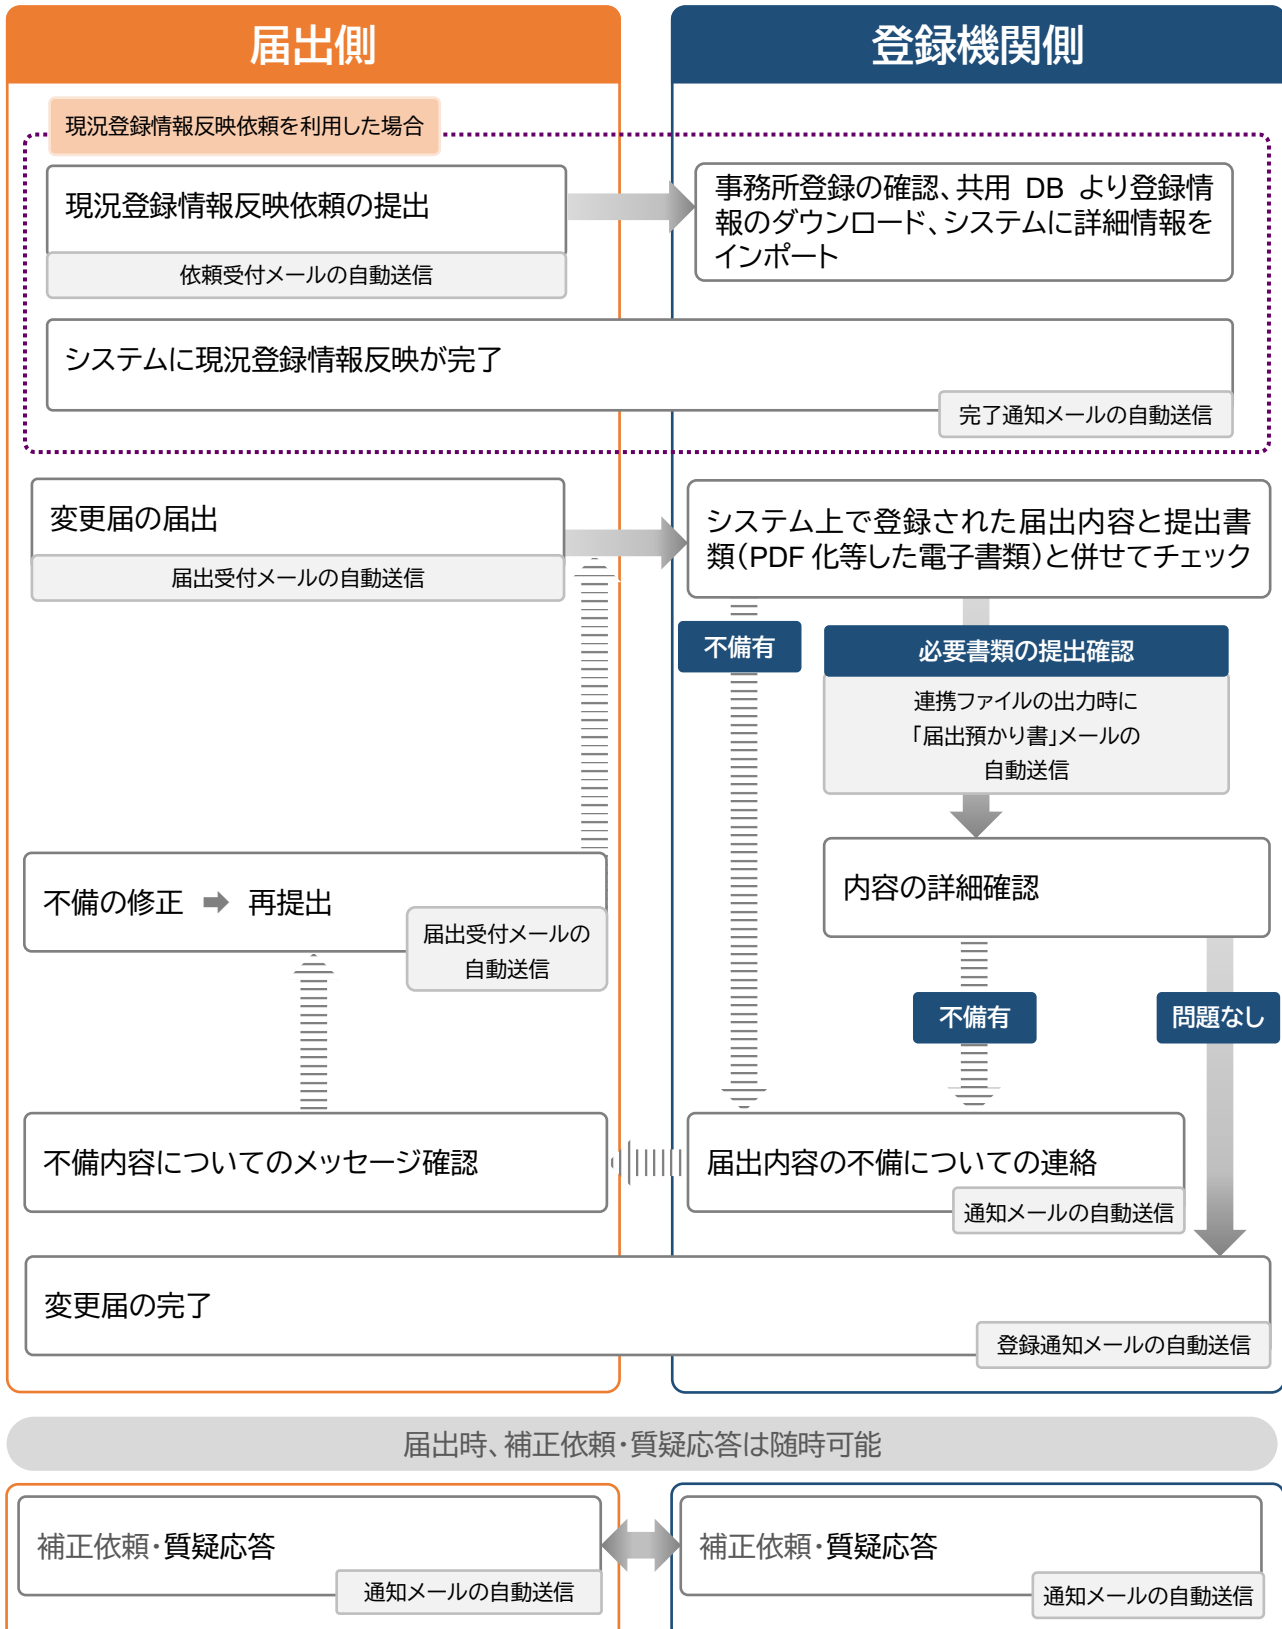 届出側
登録機関側
現況登録情報反映依頼を利用した場合
現況登録情報反映依頼の提出
依頼受付メールの自動送信
事務所登録の確認、共用 DB より登録情
報のダウンロード、システムに詳細情報を
インポート
システムに現況登録情報反映が完了
完了通知メールの自動送信
変更届の届出
届出受付メールの自動送信
システム上で登録された届出内容と提出書
類(PDF 化等した電子書類)と併せてチェック
不備有
必要書類の提出確認
連携ファイルの出力時に
「届出預かり書」メールの
自動送信
内容の詳細確認
不備の修正 ➡ 再提出
届出受付メールの
自動送信
不備有
問題なし
不備内容についてのメッセージ確認
届出内容の不備についての連絡
通知メールの自動送信
変更届の完了
登録通知メールの自動送信
届出時、補正依頼・質疑応答は随時可能
補正依頼・質疑応答
通知メールの自動送信
補正依頼・質疑応答
通知メールの自動送信